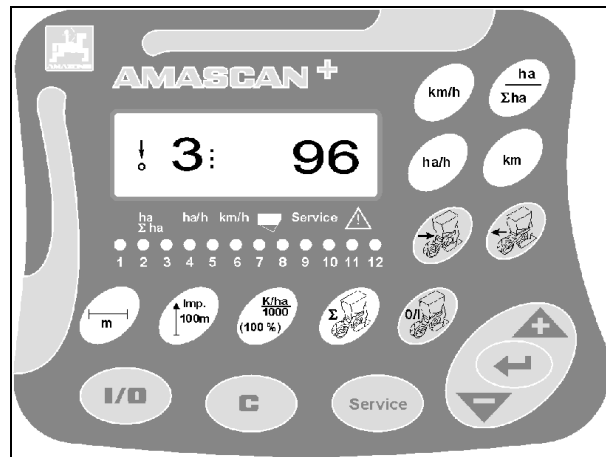 AMAZONE
AMASCAN+
km/h
ha
Σha
3 96
ha/h
km
ha
Σ ha
ha/h km/h Service
1 2 3 4 5 6 7 8 9 10 11 12
m
Imp.
100m
K/ha
1000
(100 %)
Σ
0/I
I/O
C
Service
+
−